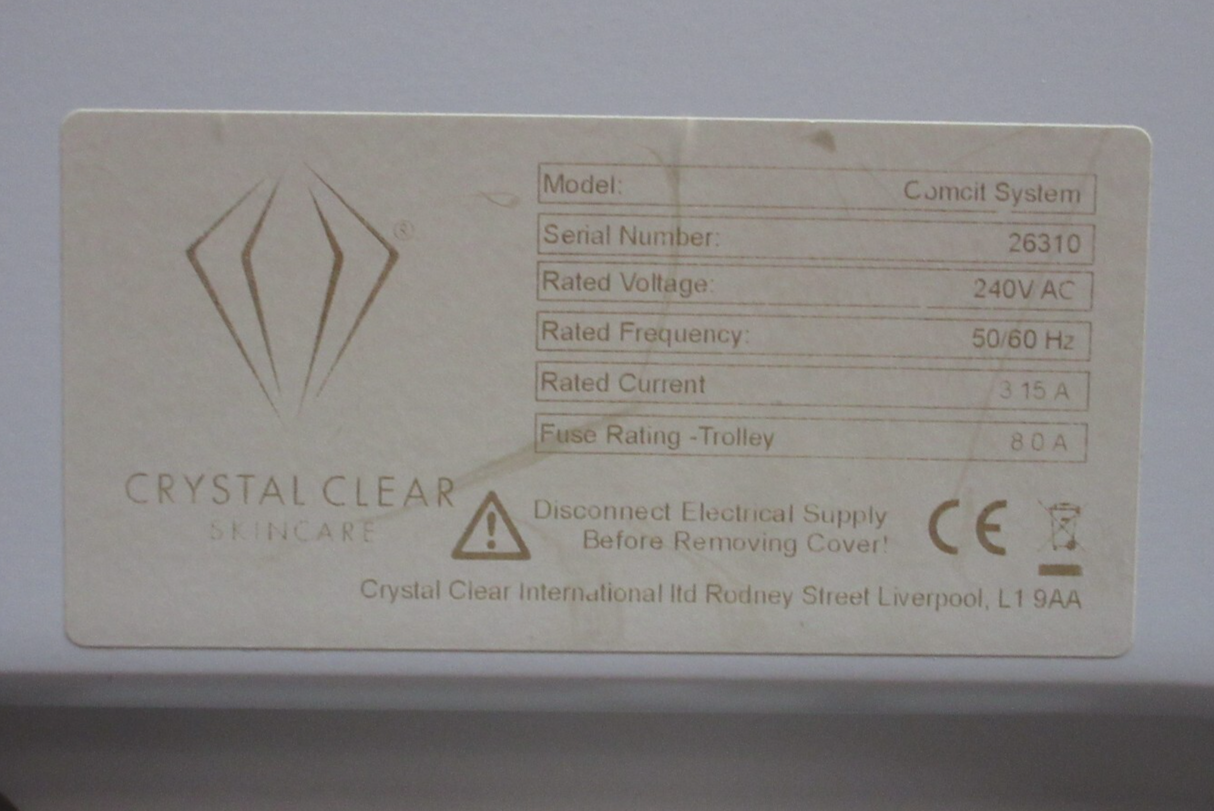 ®
CRYSTAL CLEAR
SKINCARE
Model: Comcit System
Serial Number: 26310
Rated Voltage: 240V AC
Rated Frequency: 50/60 Hz
Rated Current 3.15 A
Fuse Rating -Trolley 8.0 A
Disconnect Electrical Supply
Before Removing Cover!
CE
Crystal Clear International ltd Rodney Street Liverpool, L1 9AA